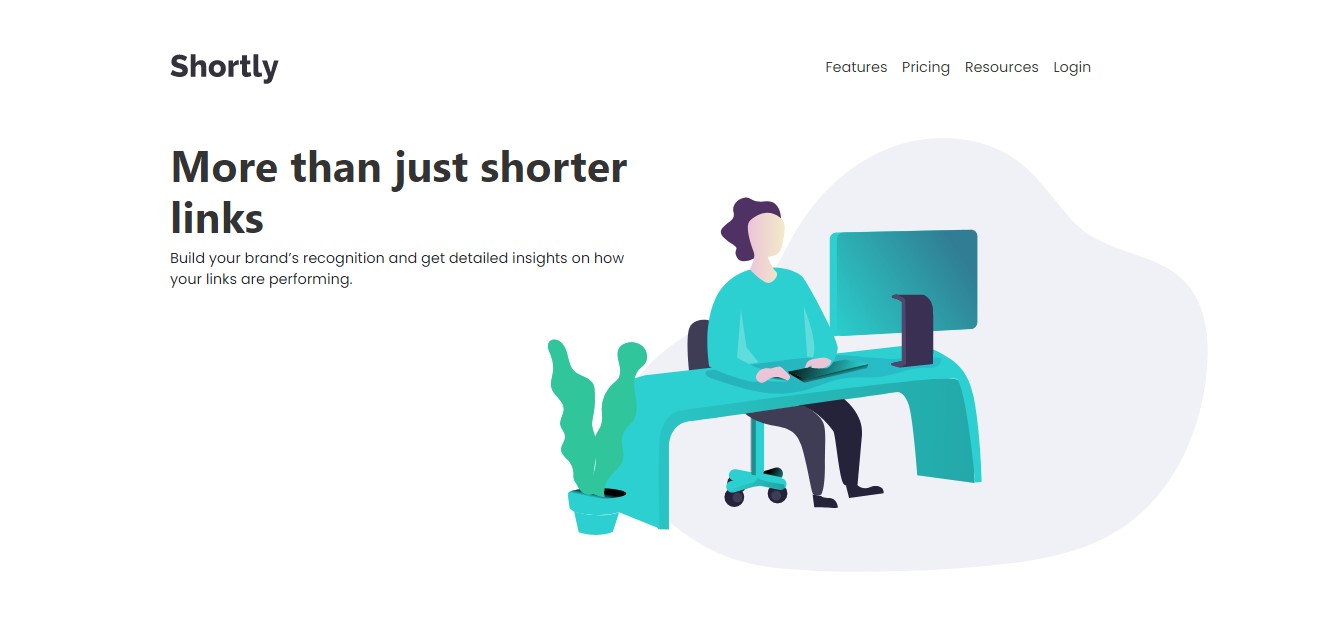 Shortly
Features Pricing Resources Login
More than just shorter
links
Build your brand’s recognition and get detailed insights on how
your links are performing.